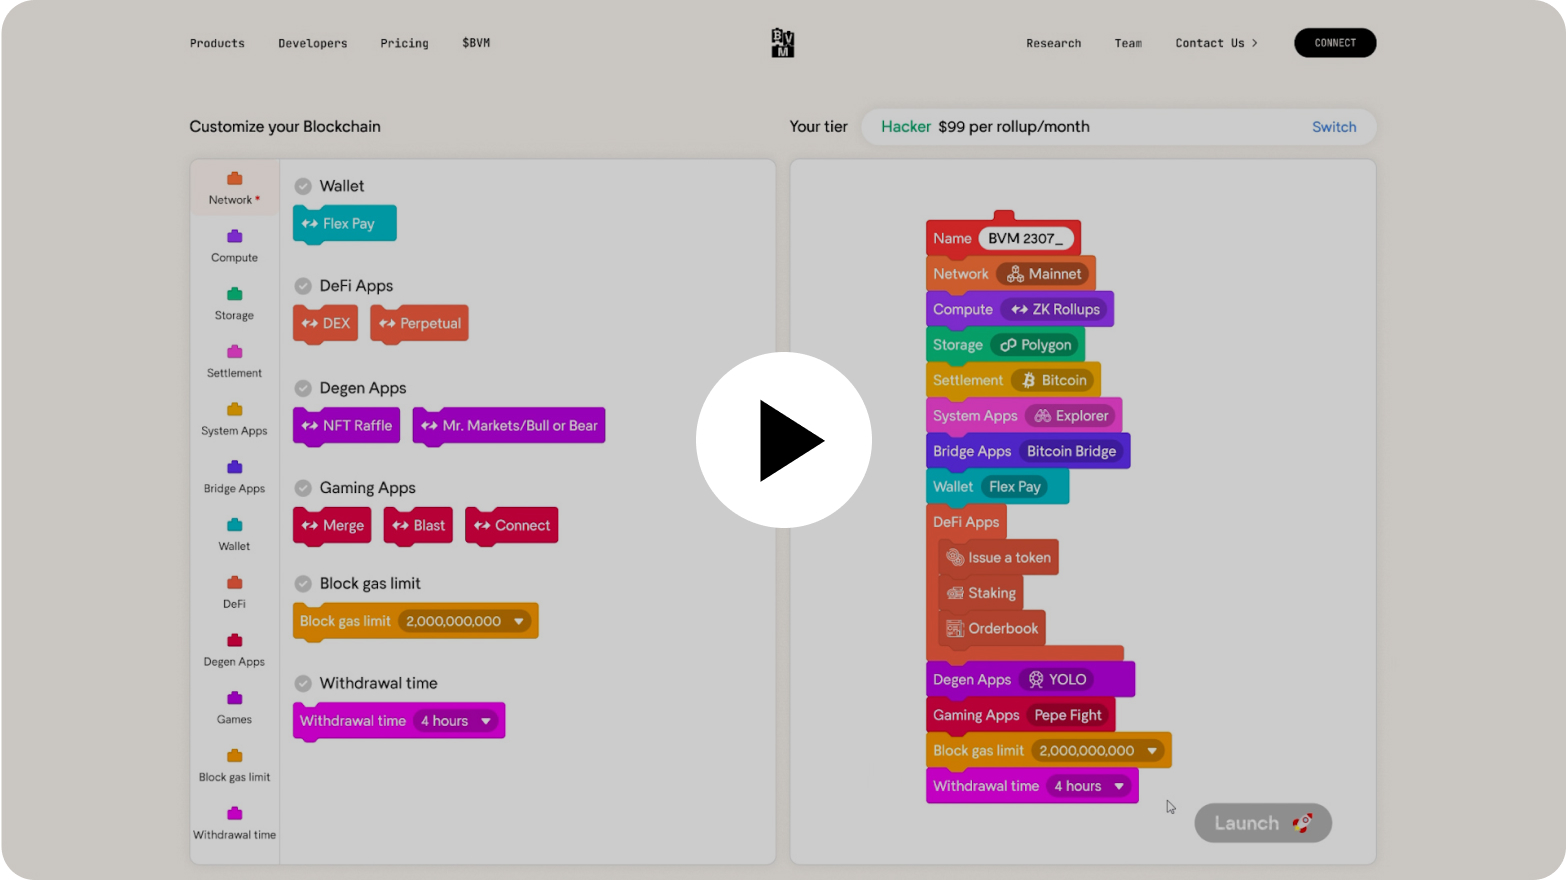 Products
Developers
Pricing
$BVM
BVM
Research
Team
Contact Us >
CONNECT
Customize your Blockchain
Your tier
Hacker $99 per rollup/month
Switch
Network *
Compute
Storage
Settlement
System Apps
Bridge Apps
Wallet
DeFi
Degen Apps
Games
Block gas limit
Withdrawal time
Wallet
Flex Pay
DeFi Apps
DEX
Perpetual
Degen Apps
NFT Raffle
Mr. Markets/Bull or Bear
Gaming Apps
Merge
Blast
Connect
Block gas limit
Block gas limit 2,000,000,000
Withdrawal time
Withdrawal time 4 hours
Name BVM 2307_
Network Mainnet
Compute ZK Rollups
Storage Polygon
Settlement Bitcoin
System Apps Explorer
Bridge Apps Bitcoin Bridge
Wallet Flex Pay
DeFi Apps
Issue a token
Staking
Orderbook
Degen Apps YOLO
Gaming Apps Pepe Fight
Block gas limit 2,000,000,000
Withdrawal time 4 hours
Launch